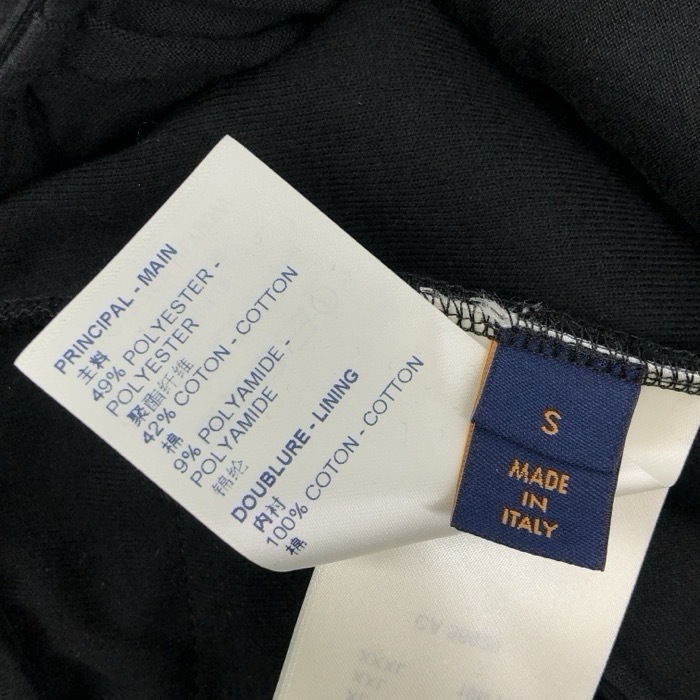 PRINCIPAL - MAIN
主料
49% POLYESTER -
POLYESTER
聚酯纤维
42% COTON - COTTON
棉
9% POLYAMIDE -
POLYAMIDE
锦纶
DOUBLURE - LINING
内衬
100% COTON - COTTON
棉
S
MADE
IN
ITALY